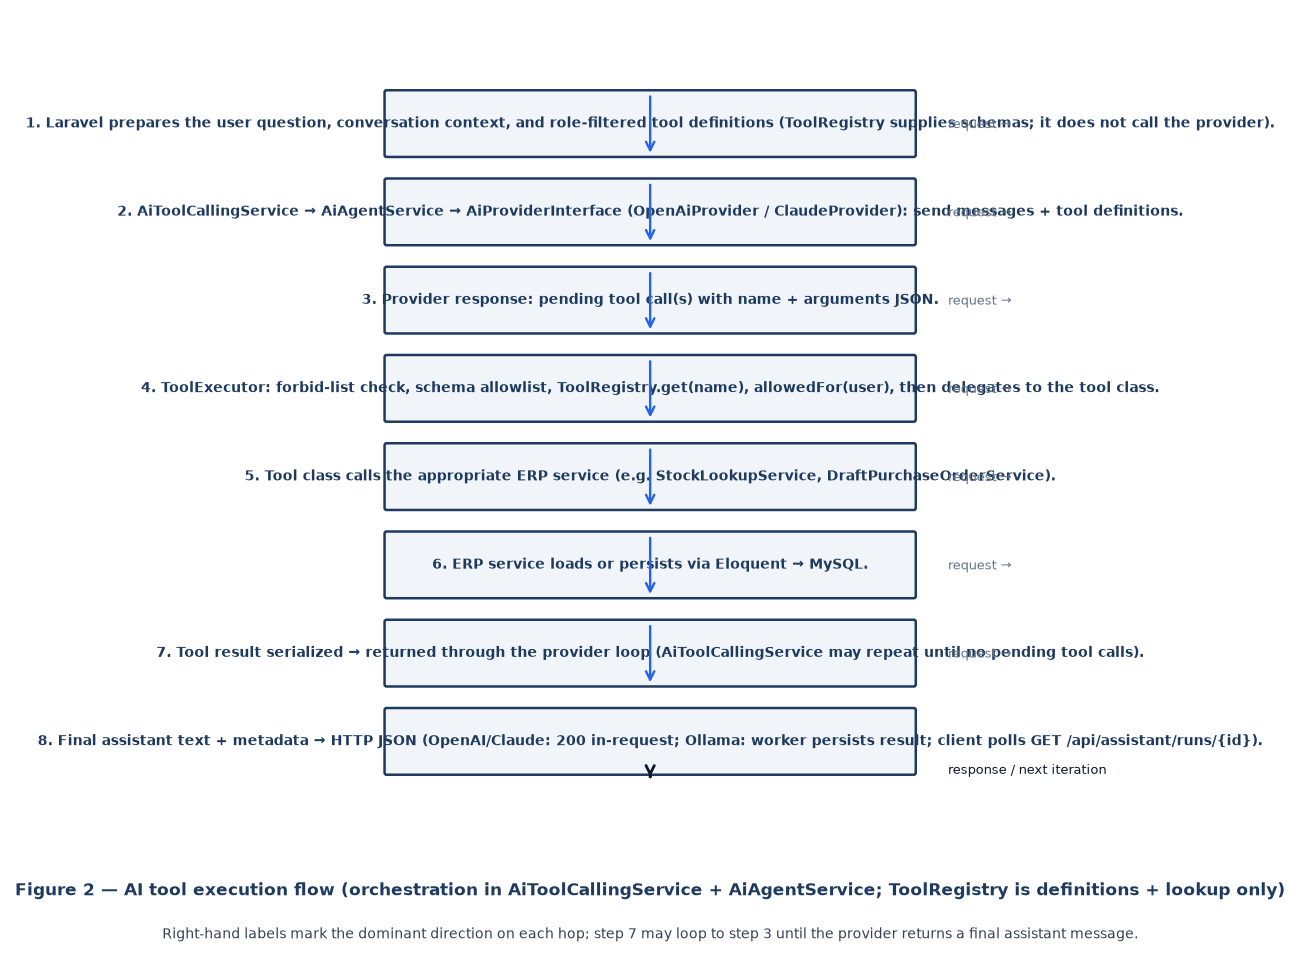 1. Laravel prepares the user question, conversation context, and role-filtered tool definitions (ToolRegistry supplies schemas; it does not call the provider).
request →
2. AiToolCallingService → AiAgentService → AiProviderInterface (OpenAiProvider / ClaudeProvider): send messages + tool definitions.
request →
3. Provider response: pending tool call(s) with name + arguments JSON.
request →
4. ToolExecutor: forbid-list check, schema allowlist, ToolRegistry.get(name), allowedFor(user), then delegates to the tool class.
request →
5. Tool class calls the appropriate ERP service (e.g. StockLookupService, DraftPurchaseOrderService).
request →
6. ERP service loads or persists via Eloquent → MySQL.
request →
7. Tool result serialized → returned through the provider loop (AiToolCallingService may repeat until no pending tool calls).
request →
8. Final assistant text + metadata → HTTP JSON (OpenAI/Claude: 200 in-request; Ollama: worker persists result; client polls GET /api/assistant/runs/{id}).
response / next iteration
Figure 2 — AI tool execution flow (orchestration in AiToolCallingService + AiAgentService; ToolRegistry is definitions + lookup only)
Right-hand labels mark the dominant direction on each hop; step 7 may loop to step 3 until the provider returns a final assistant message.